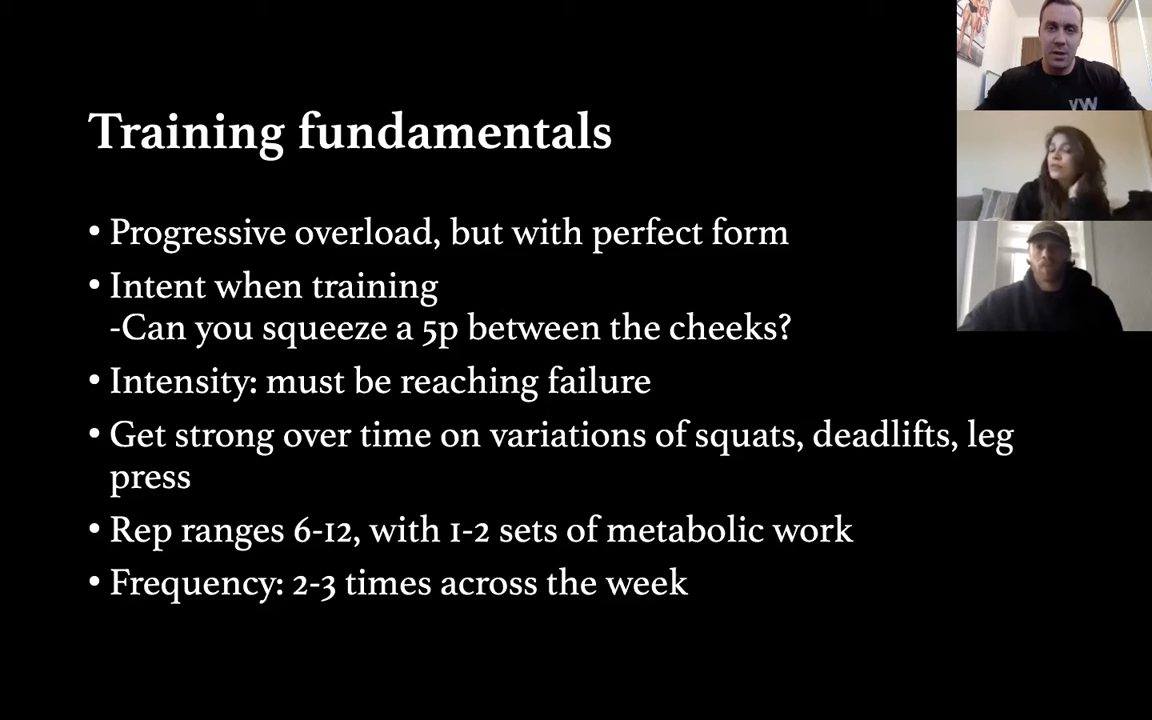 Training fundamentals
• Progressive overload, but with perfect form
• Intent when training
-Can you squeeze a 5p between the cheeks?
• Intensity: must be reaching failure
• Get strong over time on variations of squats, deadlifts, leg
press
• Rep ranges 6-12, with 1-2 sets of metabolic work
• Frequency: 2-3 times across the week